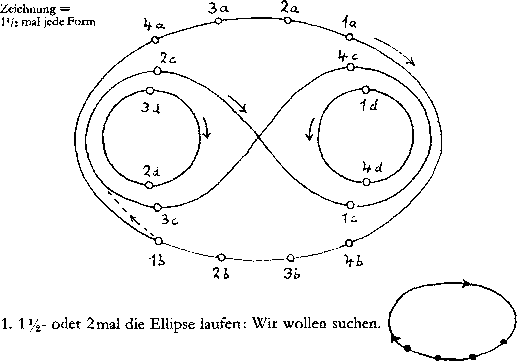 Zeichnung =
1½ mal jede Form
3a 2a
4a 1a
2c 4c
3d 1d
2d 4d
3c 1c
1b 4b
2b 3b
1. 1½- oder 2mal die Ellipse laufen: Wir wollen suchen.